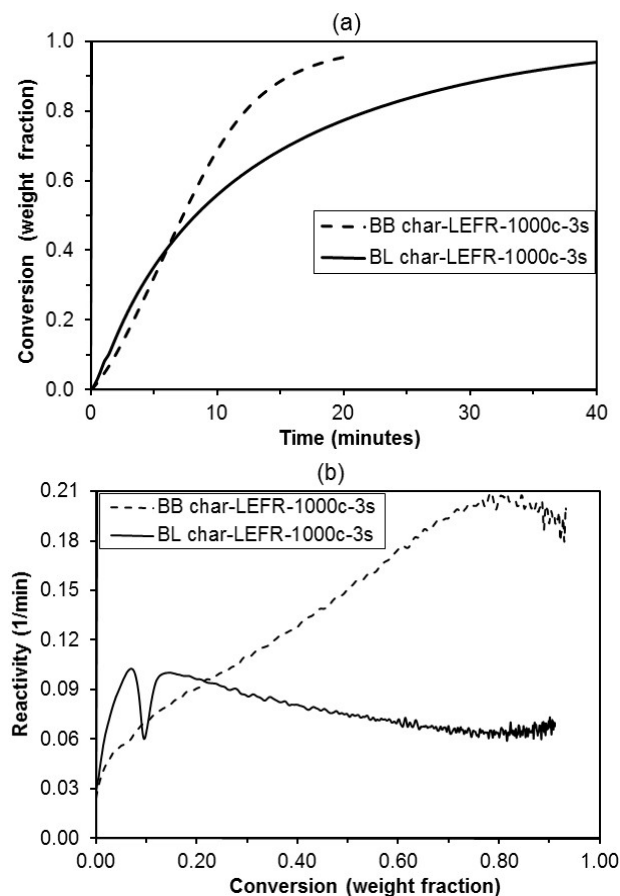 (a)
Conversion (weight fraction)
1.0
0.8
0.6
0.4
0.2
0.0
BB char-LEFR-1000c-3s
BL char-LEFR-1000c-3s
0 10 20 30 40
Time (minutes)
(b)
Reactivity (1/min)
0.21
0.18
0.15
0.12
0.09
0.06
0.03
0.00
BB char-LEFR-1000c-3s
BL char-LEFR-1000c-3s
0.00 0.20 0.40 0.60 0.80 1.00
Conversion (weight fraction)